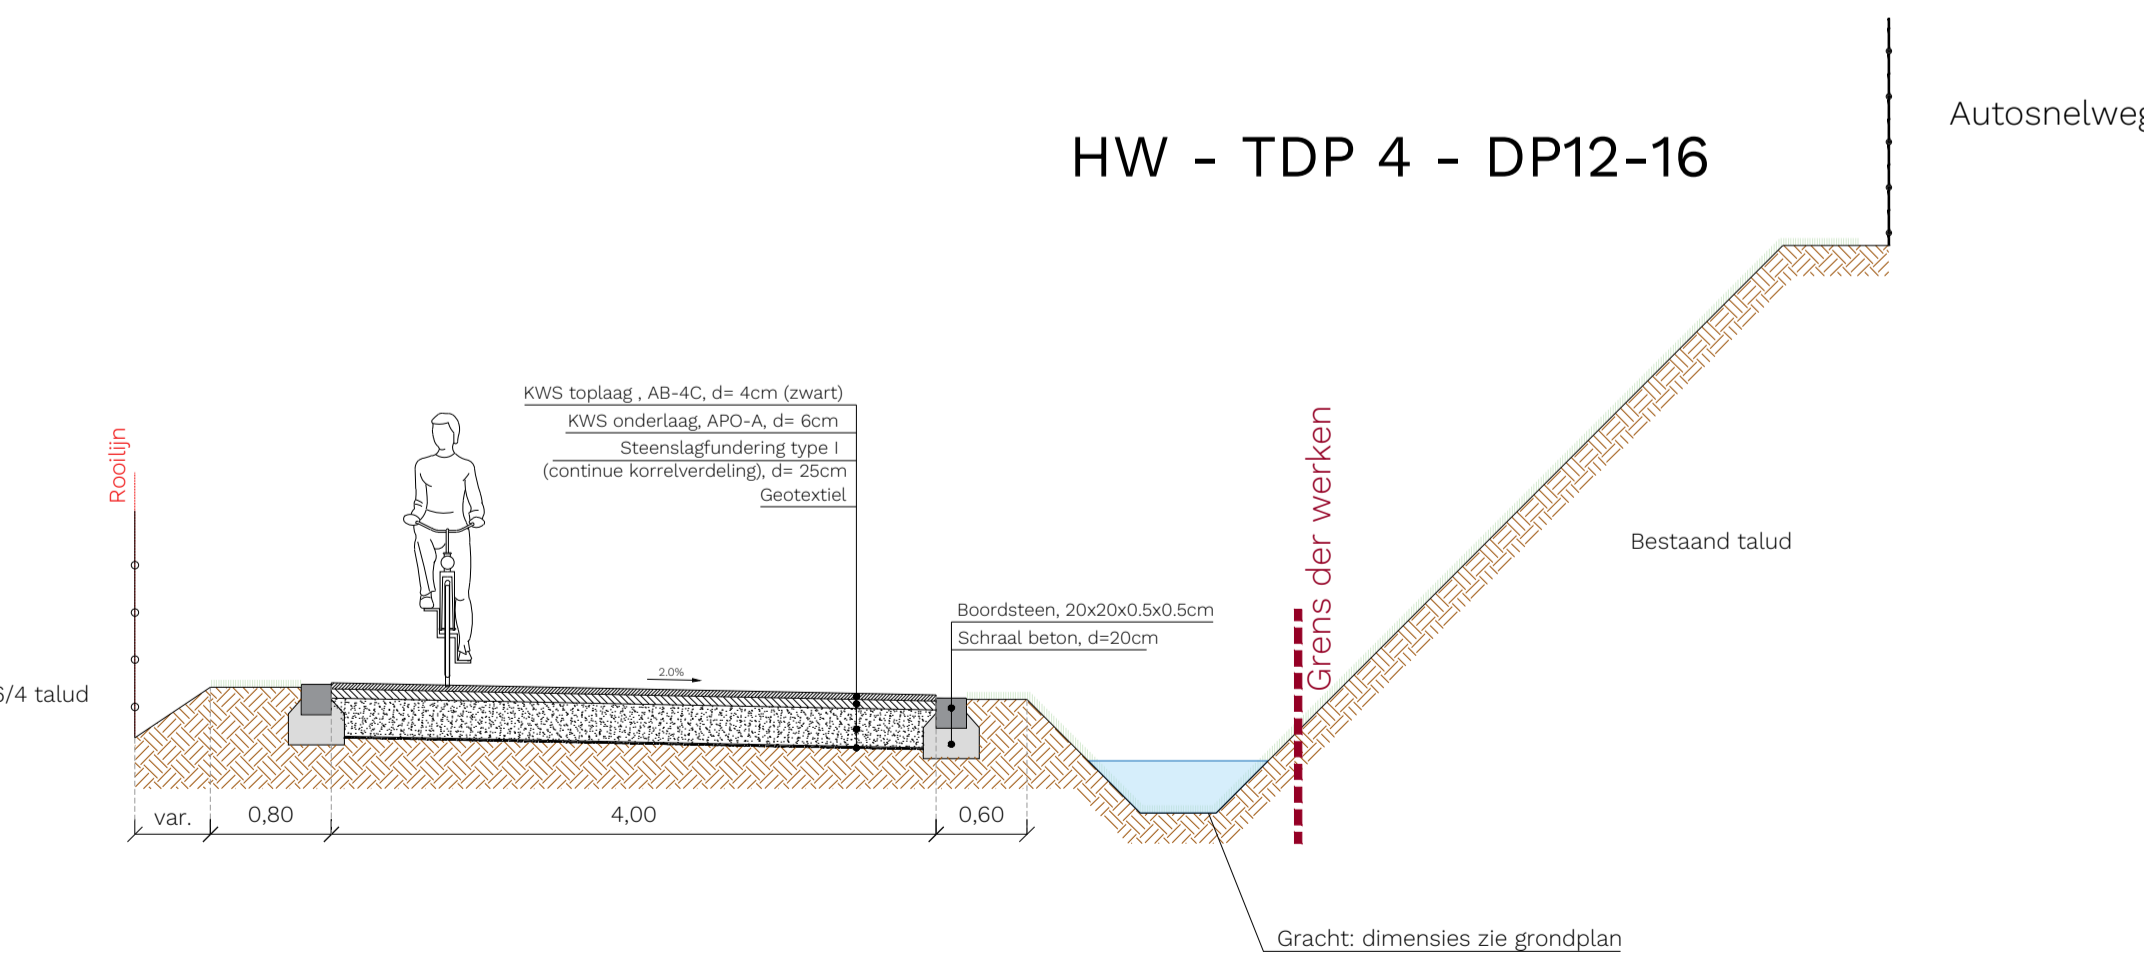 Autosnelweg
HW - TDP 4 - DP12-16
KWS toplaag , AB-4C, d= 4cm (zwart)
KWS onderlaag, APO-A, d= 6cm
Steenslagfundering type I
(continue korrelverdeling), d= 25cm
Geotextiel
Rooilijn
Grens der werken
Bestaand talud
Boordsteen, 20x20x0.5x0.5cm
Schraal beton, d=20cm
2.0%
6/4 talud
var.
0,80
4,00
0,60
Gracht: dimensies zie grondplan